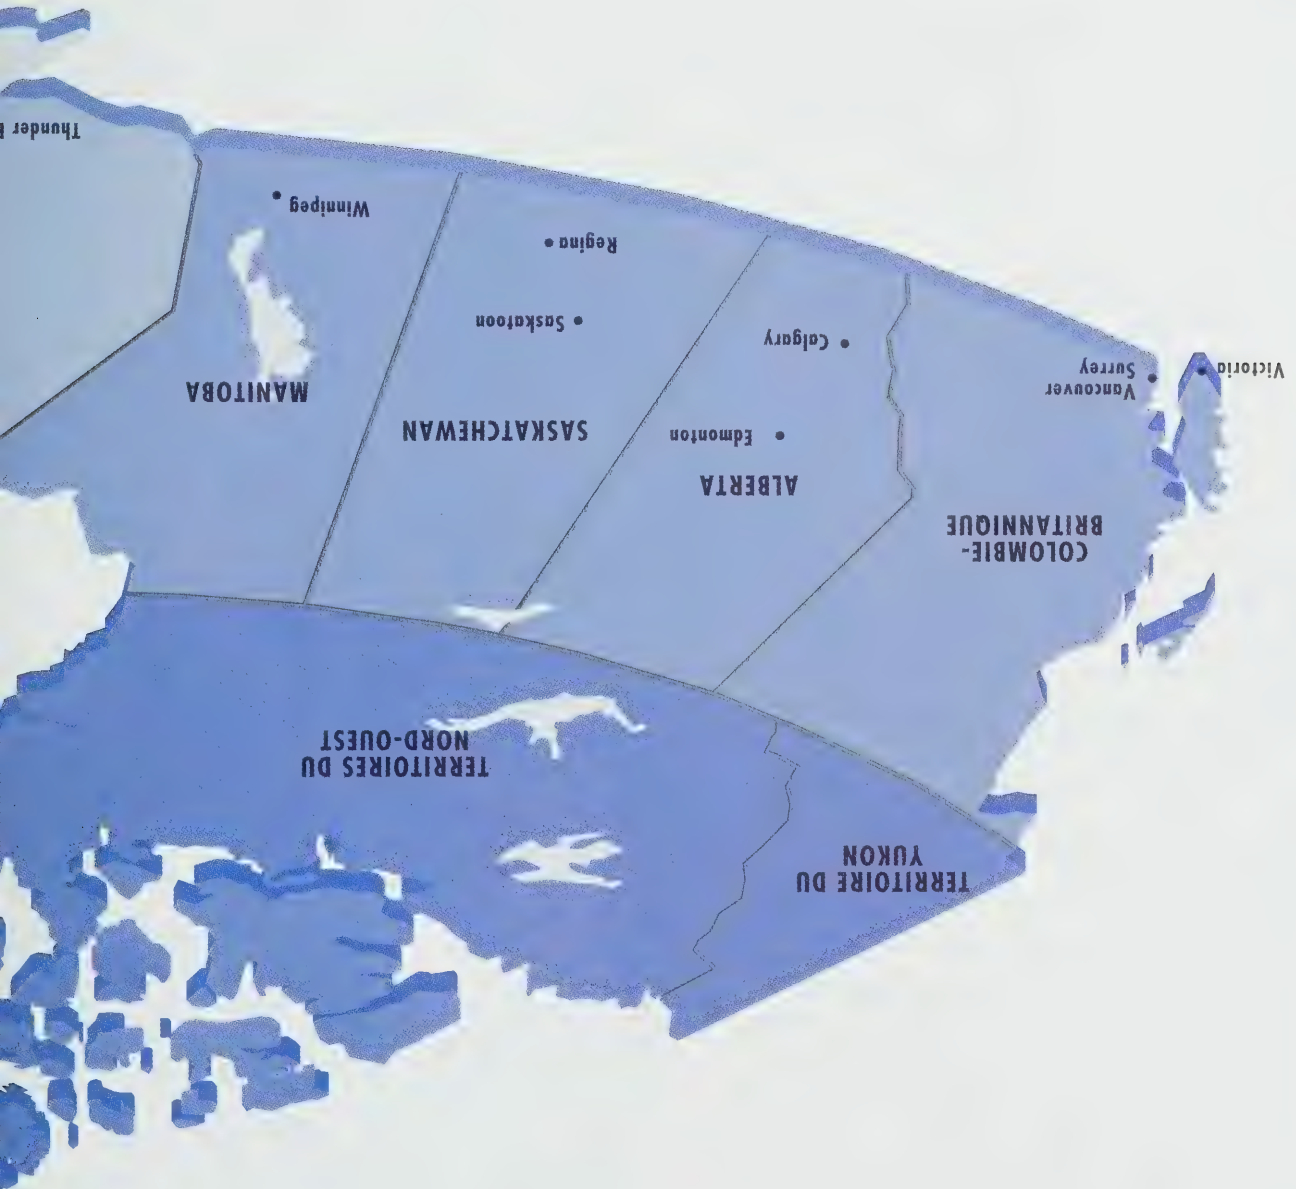 TERRITOIRE DU
YUKON
TERRITOIRES DU
NORD-OUEST
COLOMBIE-
BRITANNIQUE
ALBERTA
Edmonton
SASKATCHEWAN
MANITOBA
Vancouver
Surrey
Victoria
Calgary
Saskatoon
Regina
Winnipeg
Thunder